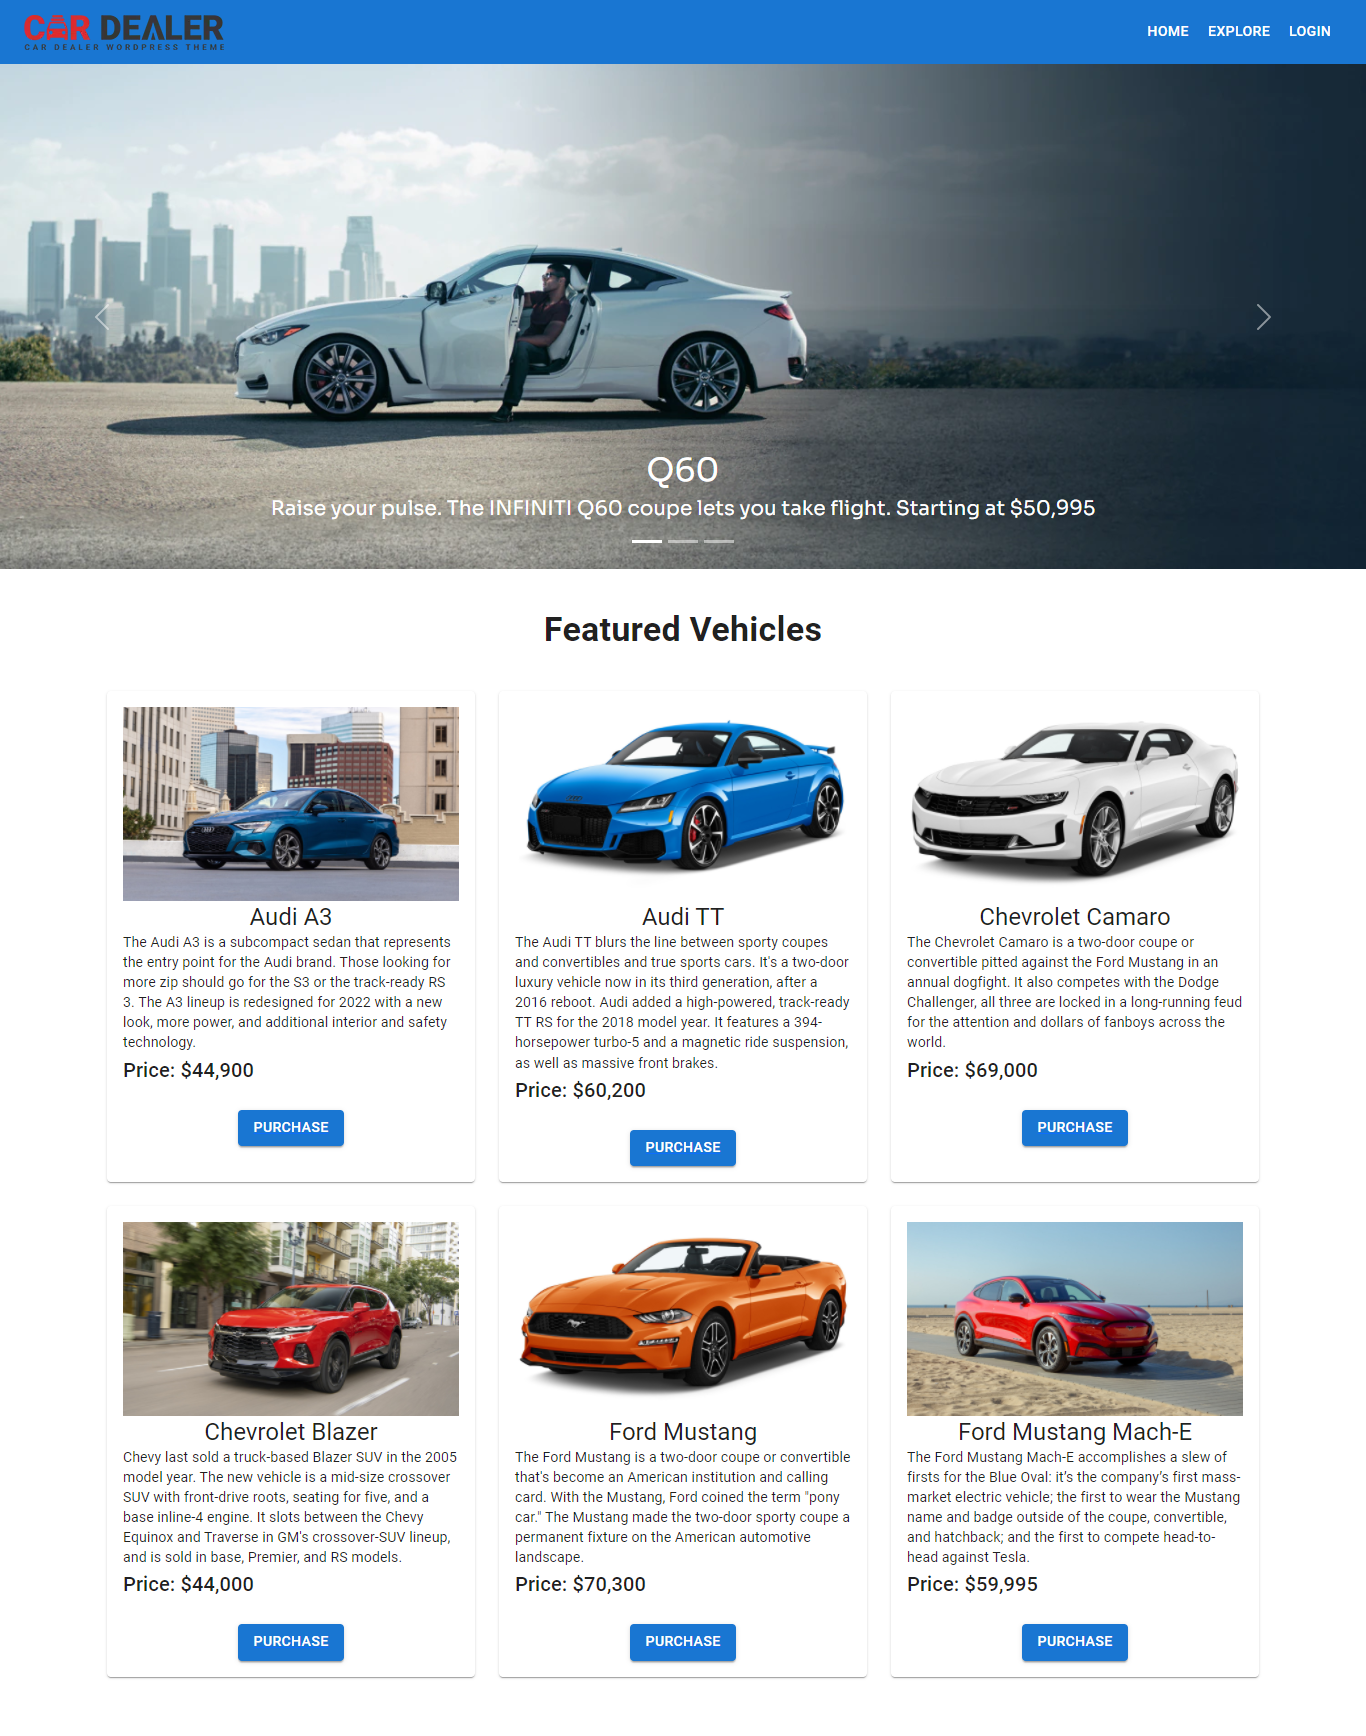 CAR DEALER
CAR DEALER WORDPRESS THEME
HOME EXPLORE LOGIN
Q60
Raise your pulse. The INFINITI Q60 coupe lets you take flight. Starting at $50,995
Featured Vehicles
Audi A3
The Audi A3 is a subcompact sedan that represents
the entry point for the Audi brand. Those looking for
more zip should go for the S3 or the track-ready RS
3. The A3 lineup is redesigned for 2022 with a new
look, more power, and additional interior and safety
technology.
Price: $44,900
PURCHASE
Audi TT
The Audi TT blurs the line between sporty coupes
and convertibles and true sports cars. It's a two-door
luxury vehicle now in its third generation, after a
2016 reboot. Audi added a high-powered, track-ready
TT RS for the 2018 model year. It features a 394-
horsepower turbo-5 and a magnetic ride suspension,
as well as massive front brakes.
Price: $60,200
PURCHASE
Chevrolet Camaro
The Chevrolet Camaro is a two-door coupe or
convertible pitted against the Ford Mustang in an
annual dogfight. It also competes with the Dodge
Challenger, all three are locked in a long-running feud
for the attention and dollars of fanboys across the
world.
Price: $69,000
PURCHASE
Chevrolet Blazer
Chevy last sold a truck-based Blazer SUV in the 2005
model year. The new vehicle is a mid-size crossover
SUV with front-drive roots, seating for five, and a
base inline-4 engine. It slots between the Chevy
Equinox and Traverse in GM's crossover-SUV lineup,
and is sold in base, Premier, and RS models.
Price: $44,000
PURCHASE
Ford Mustang
The Ford Mustang is a two-door coupe or convertible
that's become an American institution and calling
card. With the Mustang, Ford coined the term "pony
car." The Mustang made the two-door sporty coupe a
permanent fixture on the American automotive
landscape.
Price: $70,300
PURCHASE
Ford Mustang Mach-E
The Ford Mustang Mach-E accomplishes a slew of
firsts for the Blue Oval: it’s the company’s first mass-
market electric vehicle; the first to wear the Mustang
name and badge outside of the coupe, convertible,
and hatchback; and the first to compete head-to-
head against Tesla.
Price: $59,995
PURCHASE